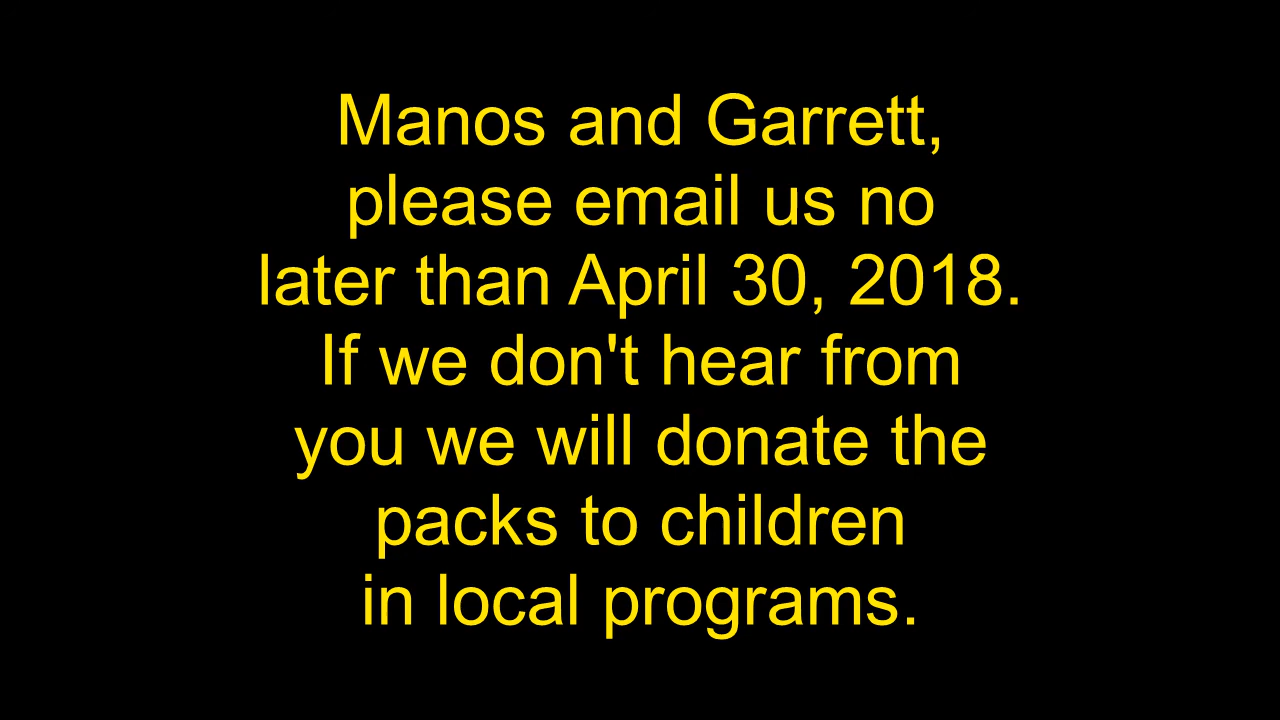 Manos and Garrett,
please email us no
later than April 30, 2018.
If we don't hear from
you we will donate the
packs to children
in local programs.